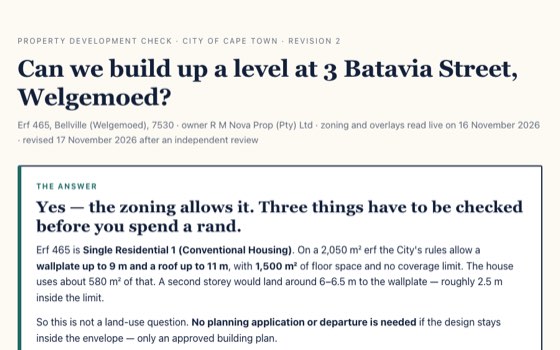 PROPERTY DEVELOPMENT CHECK · CITY OF CAPE TOWN · REVISION 2
Can we build up a level at 3 Batavia Street,
Welgemoed?
Erf 465, Bellville (Welgemoed), 7530 · owner R M Nova Prop (Pty) Ltd · zoning and overlays read live on 16 November 2026
· revised 17 November 2026 after an independent review
THE ANSWER
Yes — the zoning allows it. Three things have to be checked
before you spend a rand.
Erf 465 is Single Residential 1 (Conventional Housing). On a 2,050 m² erf the City's rules allow a
wallplate up to 9 m and a roof up to 11 m, with 1,500 m² of floor space and no coverage limit. The house
uses about 580 m² of that. A second storey would land around 6–6.5 m to the wallplate — roughly 2.5 m
inside the limit.
So this is not a land-use question. No planning application or departure is needed if the design stays
inside the envelope — only an approved building plan.